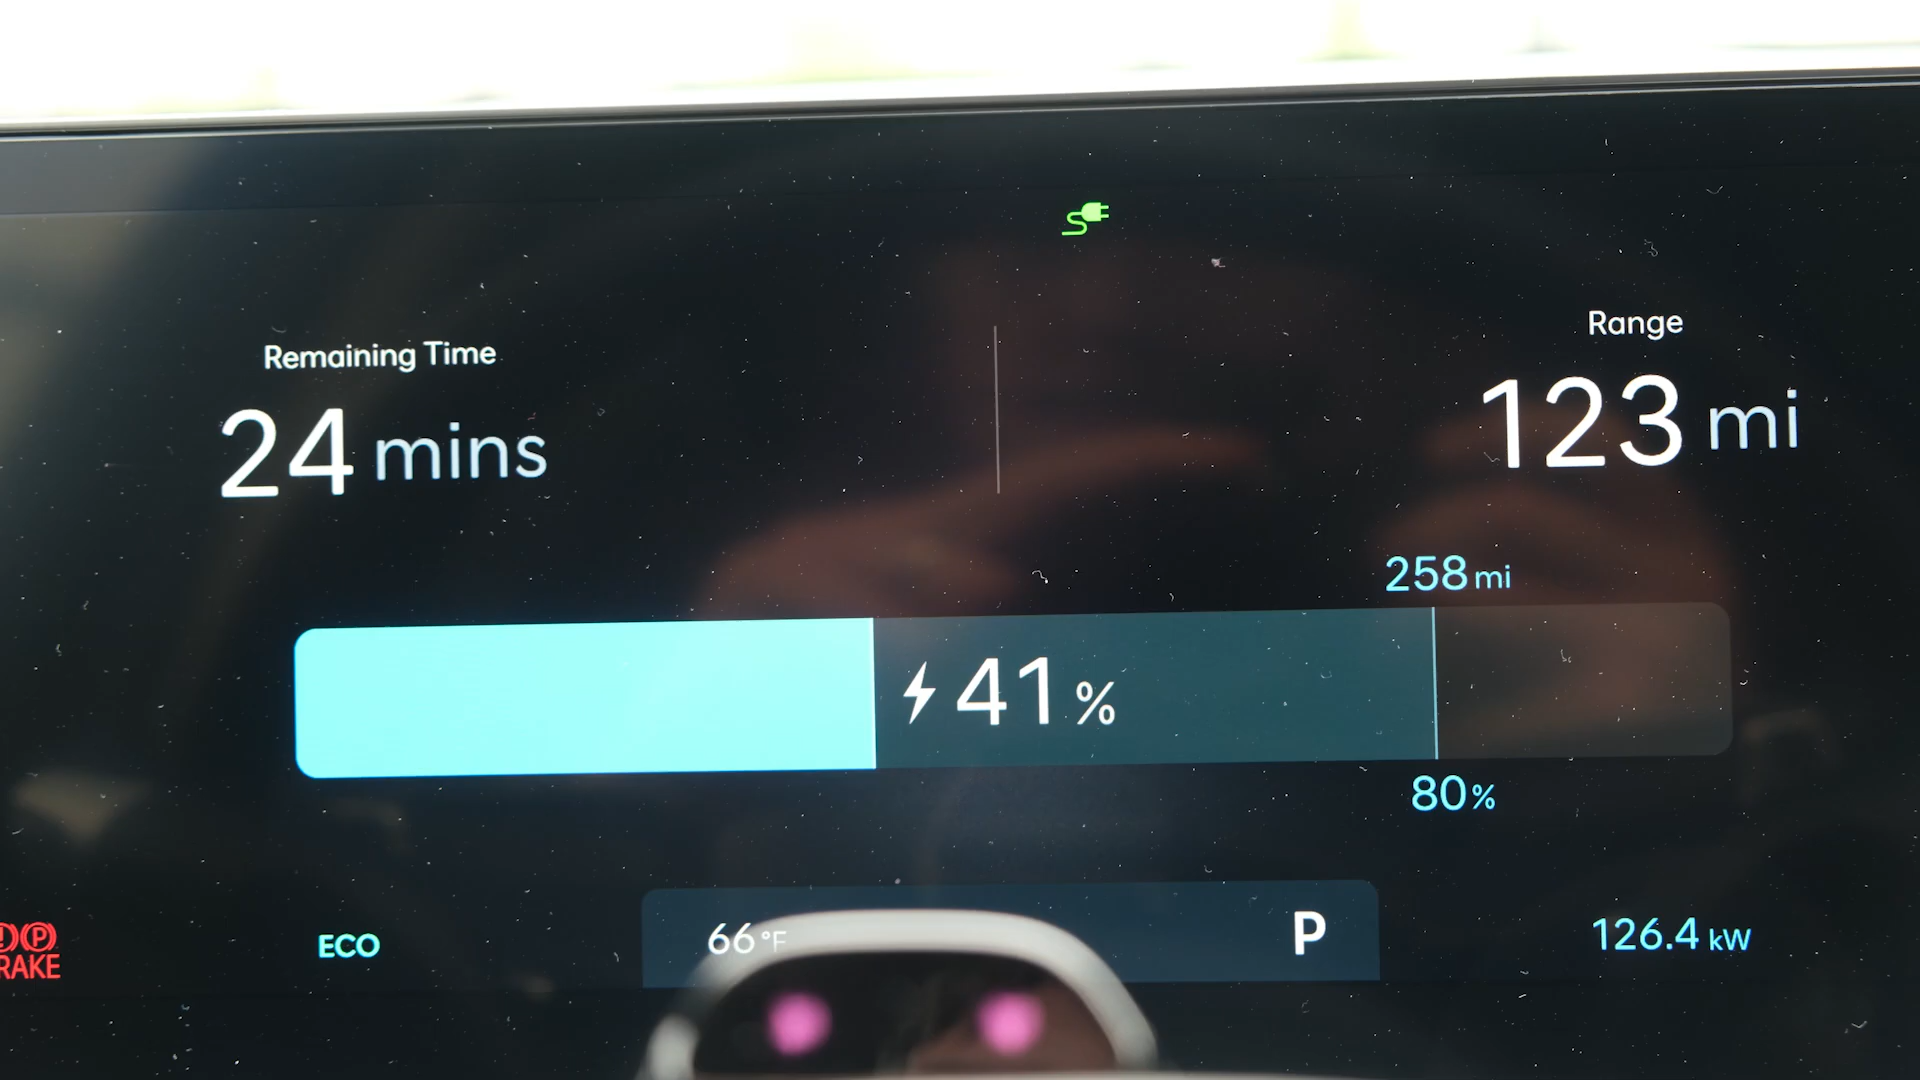 Remaining Time
24 mins
Range
123 mi
258 mi
41%
80%
RAKE
ECO
66 °F
P
126.4 kW